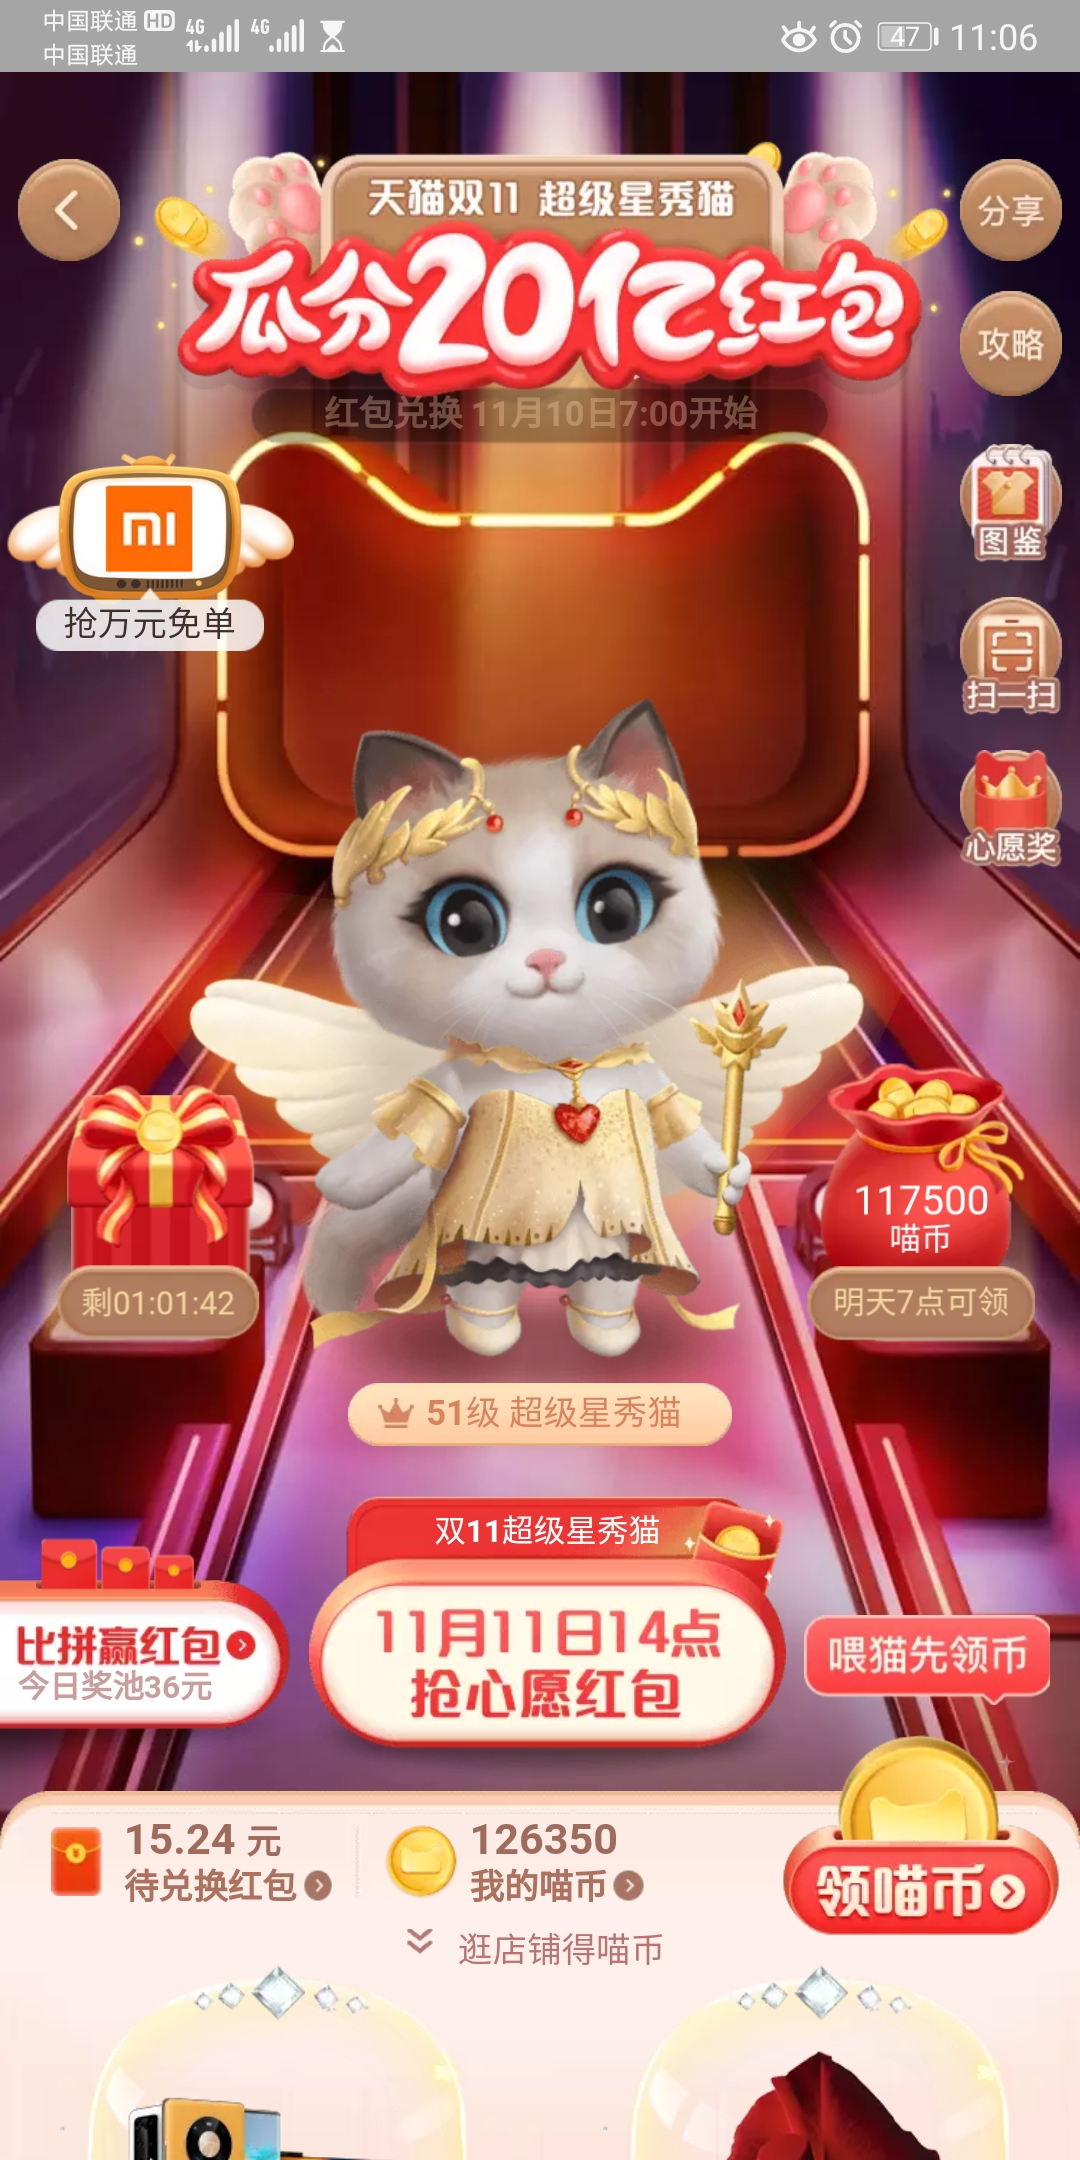 中国联通 HD 4G 4G 47 11:06
中国联通
天猫双11 超级星秀猫
分享
瓜分20亿红包
攻略
红包兑换 11月10日7:00开始
图鉴
抢万元免单
扫一扫
心愿奖
117500
喵币
剩01:01:42
明天7点可领
51级 超级星秀猫
双11超级星秀猫
11月11日14点
抢心愿红包
比拼赢红包
今日奖池36元
喂猫先领币
15.24 元
待兑换红包
126350
我的喵币
领喵币
逛店铺得喵币